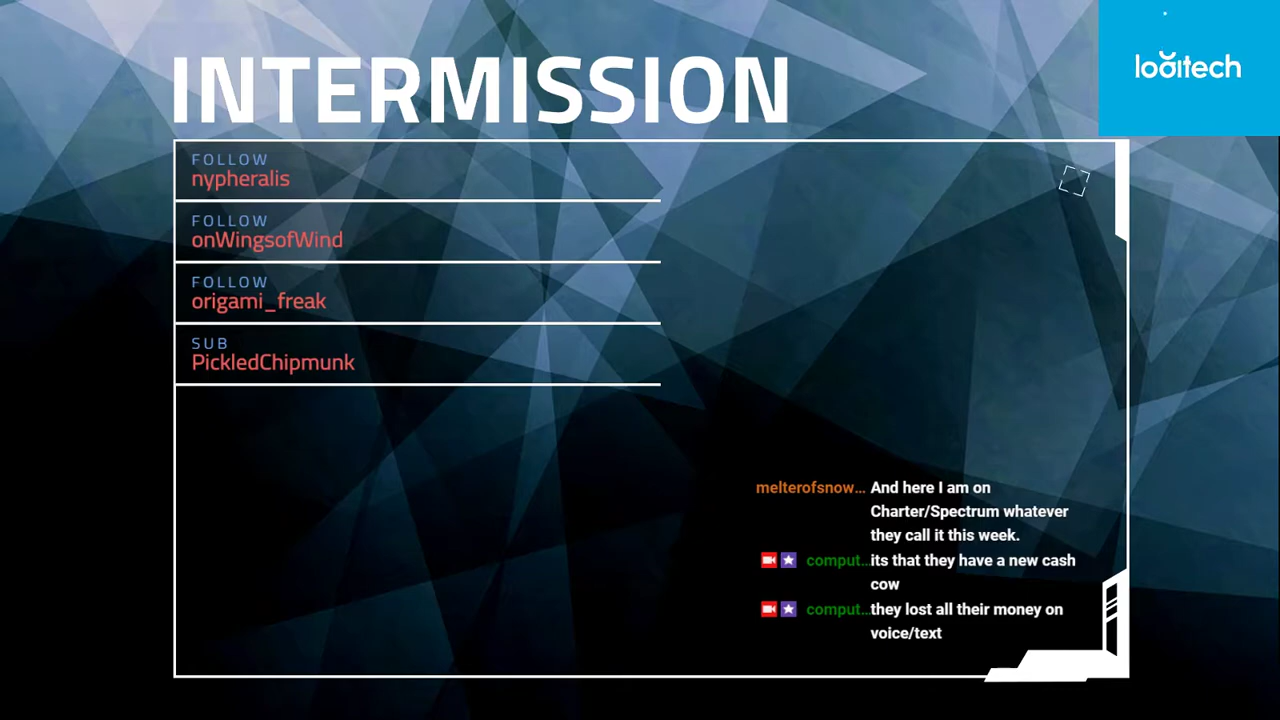 INTERMISSION
looitech
FOLLOW
nypheralis
FOLLOW
onWingsofWind
FOLLOW
origami_freak
SUB
PickledChipmunk
melterofsnow… And here I am on
Charter/Spectrum whatever
they call it this week.
comput… its that they have a new cash
cow
comput… they lost all their money on
voice/text